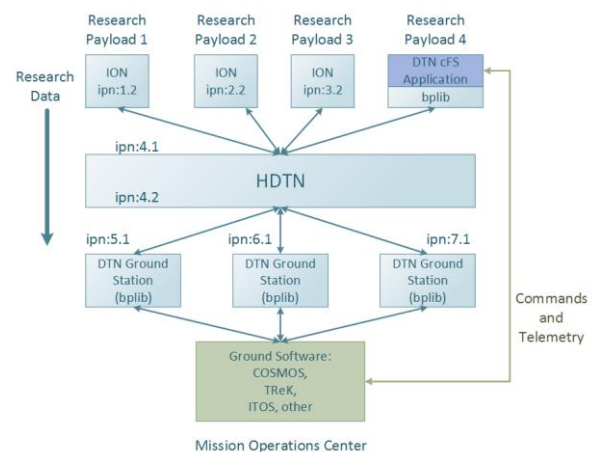 Research
Payload 1
Research
Payload 2
Research
Payload 3
Research
Payload 4
Research
Data
ION
ipn:1.2
ION
ipn:2.2
ION
ipn:3.2
DTN cFS
Application
bplib
ipn:4.1
HDTN
ipn:4.2
ipn:5.1
ipn:6.1
ipn:7.1
DTN Ground
Station
(bplib)
DTN Ground
Station
(bplib)
DTN Ground
Station
(bplib)
Commands
and
Telemetry
Ground Software:
COSMOS,
TReK,
ITOS, other
Mission Operations Center